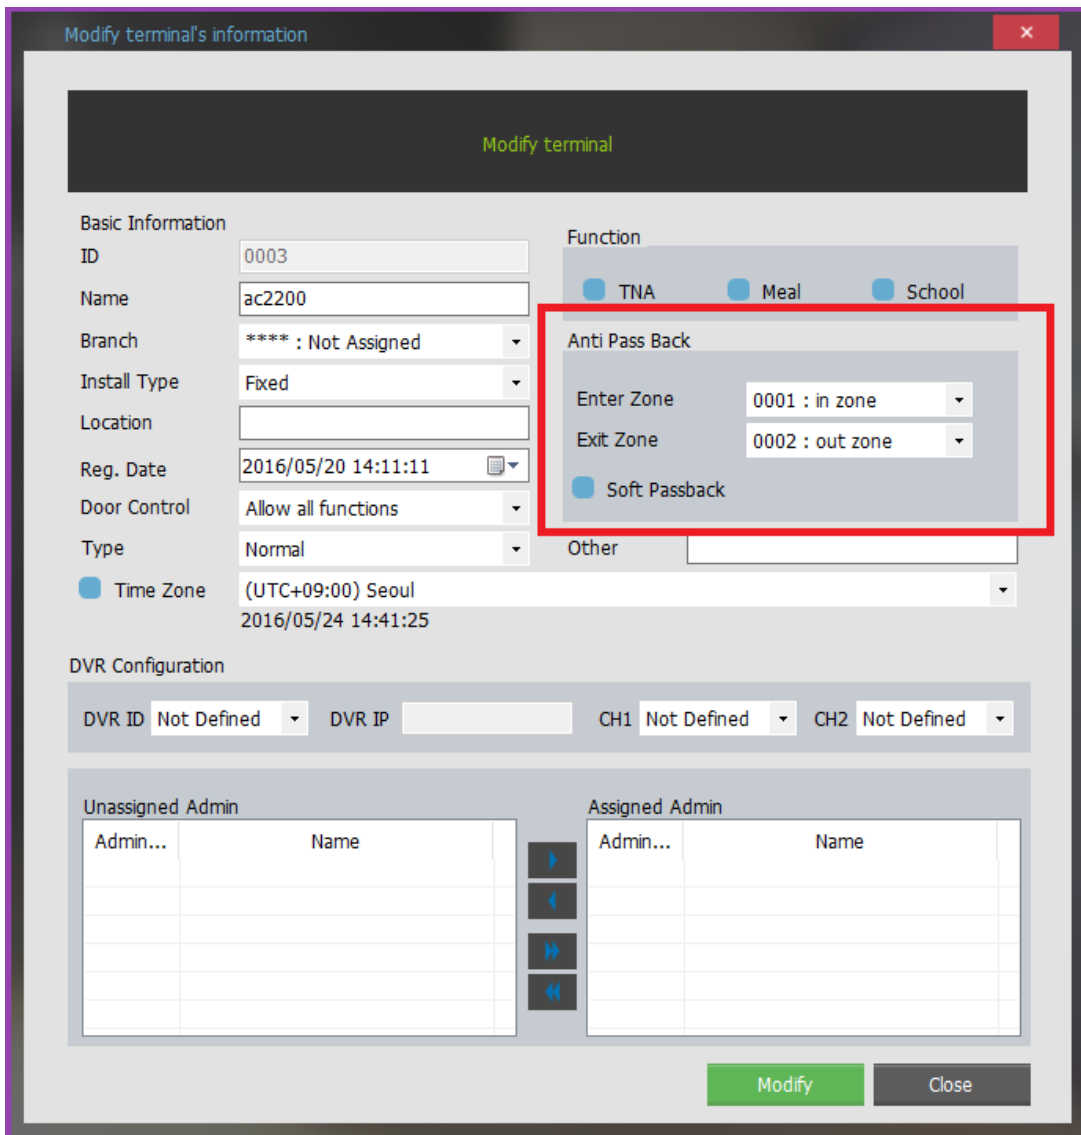 Modify terminal's information
Modify terminal
Basic Information
ID 0003
Name ac2200
Branch **** : Not Assigned
Install Type Fixed
Location
Reg. Date 2016/05/20 14:11:11
Door Control Allow all functions
Type Normal
Function
TNA Meal School
Anti Pass Back
Enter Zone 0001 : in zone
Exit Zone 0002 : out zone
Soft Passback
Other
Time Zone (UTC+09:00) Seoul
2016/05/24 14:41:25
DVR Configuration
DVR ID Not Defined DVR IP CH1 Not Defined CH2 Not Defined
Unassigned Admin
Admin... Name
Assigned Admin
Admin... Name
Modify Close